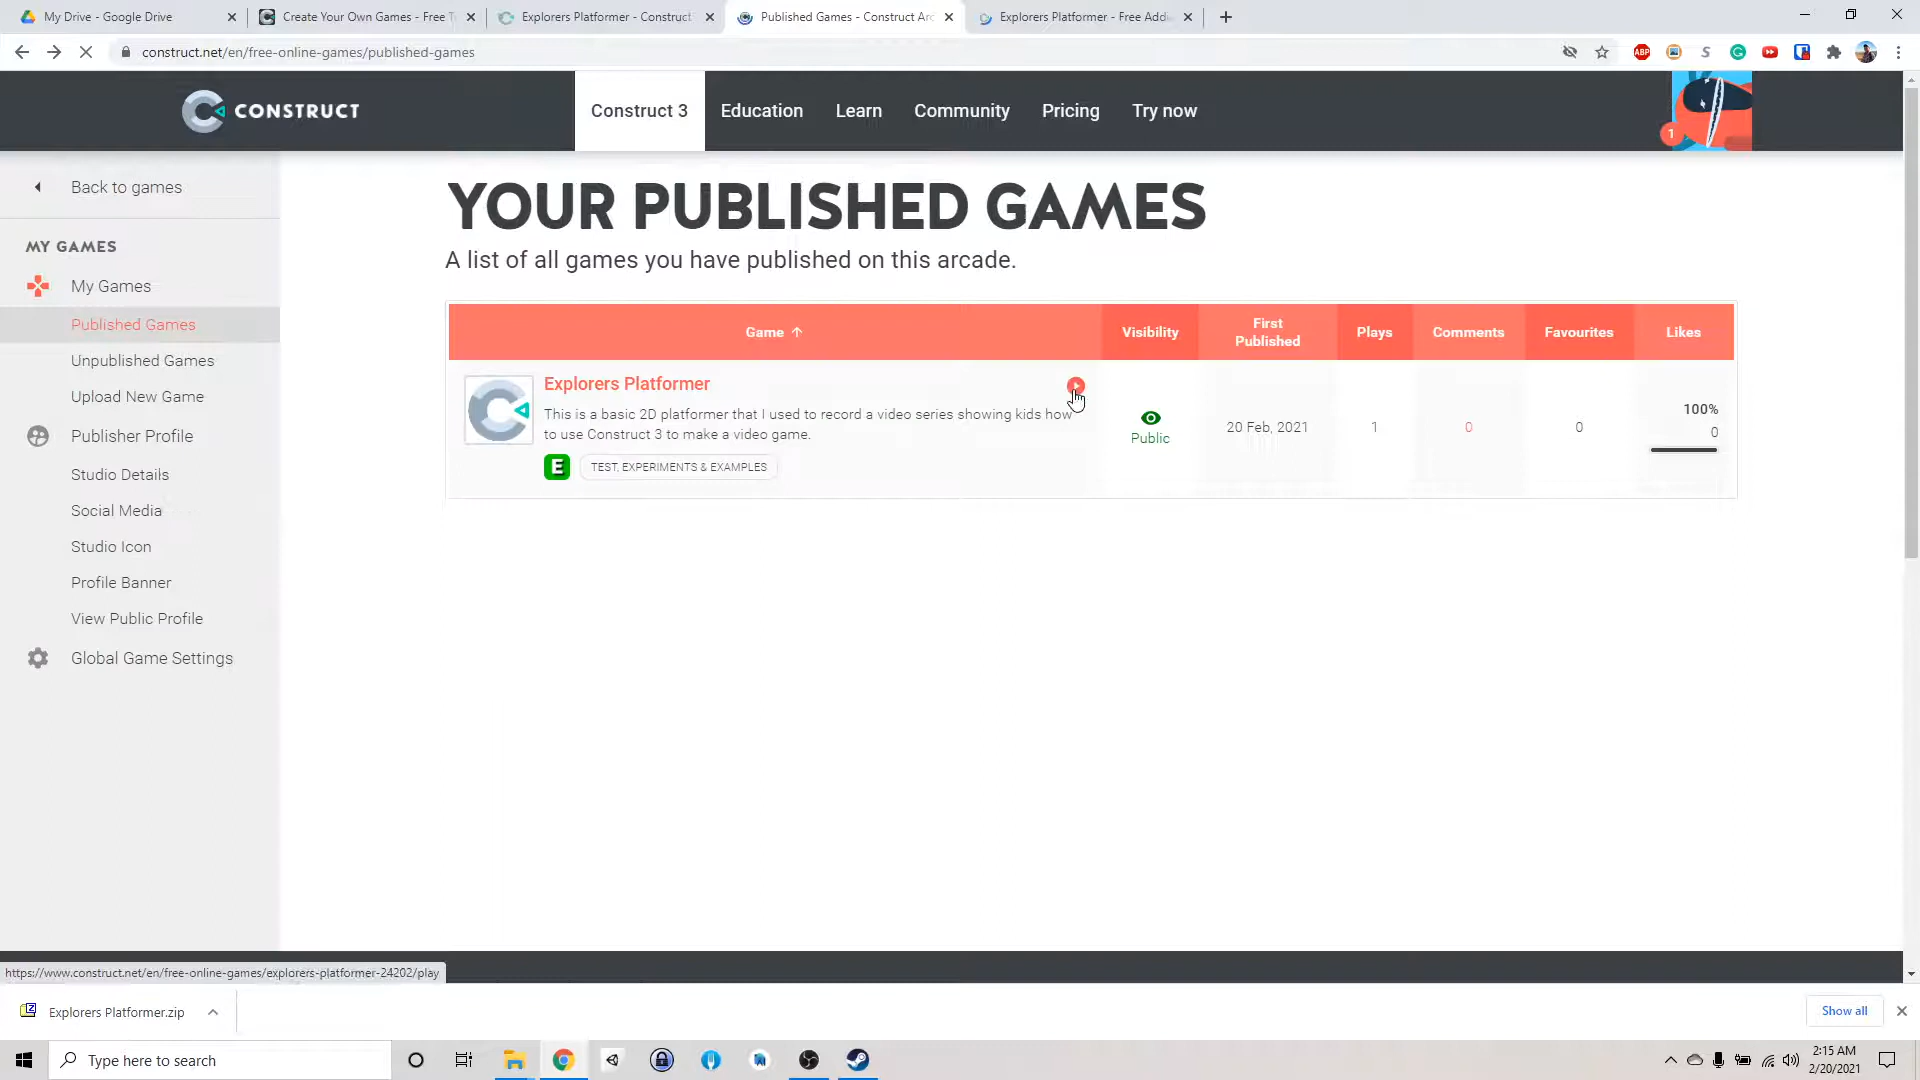 My Drive - Google Drive
Create Your Own Games - Free T
Explorers Platformer - Construct
Published Games - Construct Arc
Explorers Platformer - Free Addi
construct.net/en/free-online-games/published-games
ABP
CONSTRUCT
Construct 3
Education
Learn
Community
Pricing
Try now
1
Back to games
MY GAMES
My Games
Published Games
Unpublished Games
Upload New Game
Publisher Profile
Studio Details
Social Media
Studio Icon
Profile Banner
View Public Profile
Global Game Settings
YOUR PUBLISHED GAMES
A list of all games you have published on this arcade.
Game
Visibility
First Published
Plays
Comments
Favourites
Likes
Explorers Platformer
This is a basic 2D platformer that I used to record a video series showing kids how
to use Construct 3 to make a video game.
E
TEST, EXPERIMENTS & EXAMPLES
Public
20 Feb, 2021
1
0
0
100%
0
https://www.construct.net/en/free-online-games/explorers-platformer-24202/play
Explorers Platformer.zip
Show all
Type here to search
2:15 AM
2/20/2021